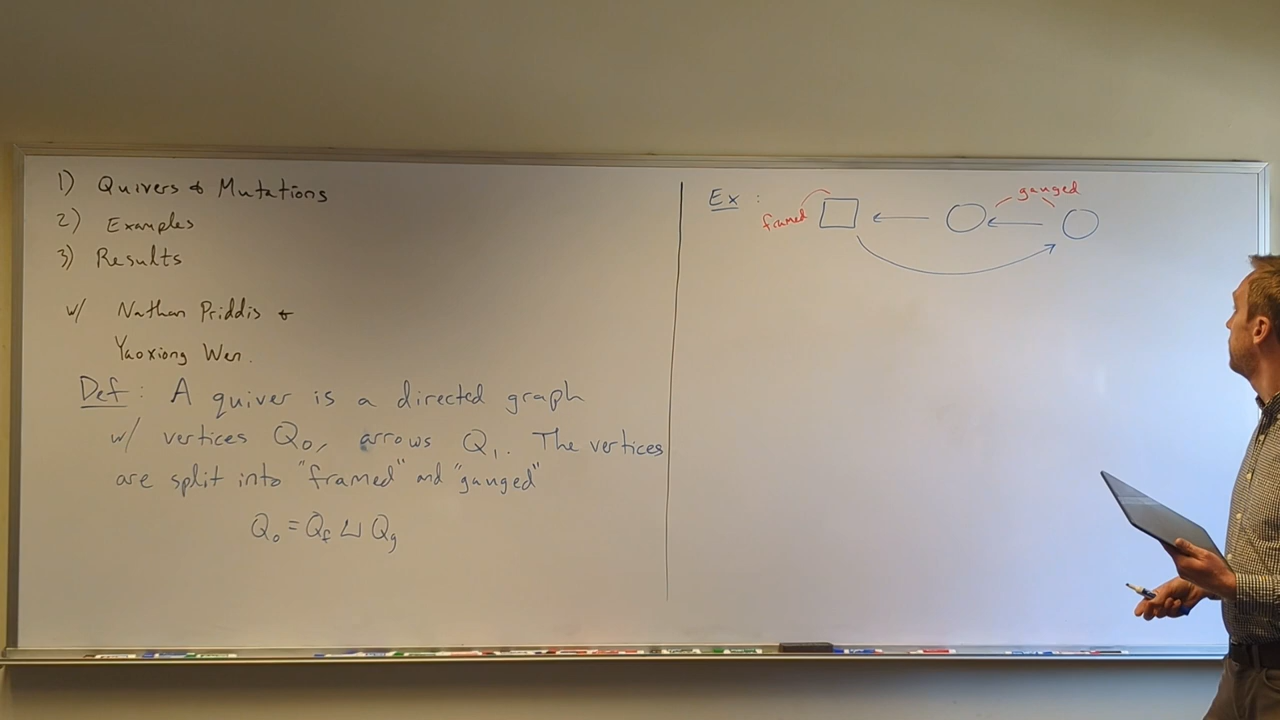 1) Quivers & Mutations
2) Examples
3) Results
w/ Nathan Priddis &
Yaoxiong Wen.
Def: A quiver is a directed graph
w/ vertices Q₀, arrows Q₁. The vertices
are split into "framed" and "gauged"
Q₀ = Q_f ⊔ Q_g
Ex:
framed
gauged